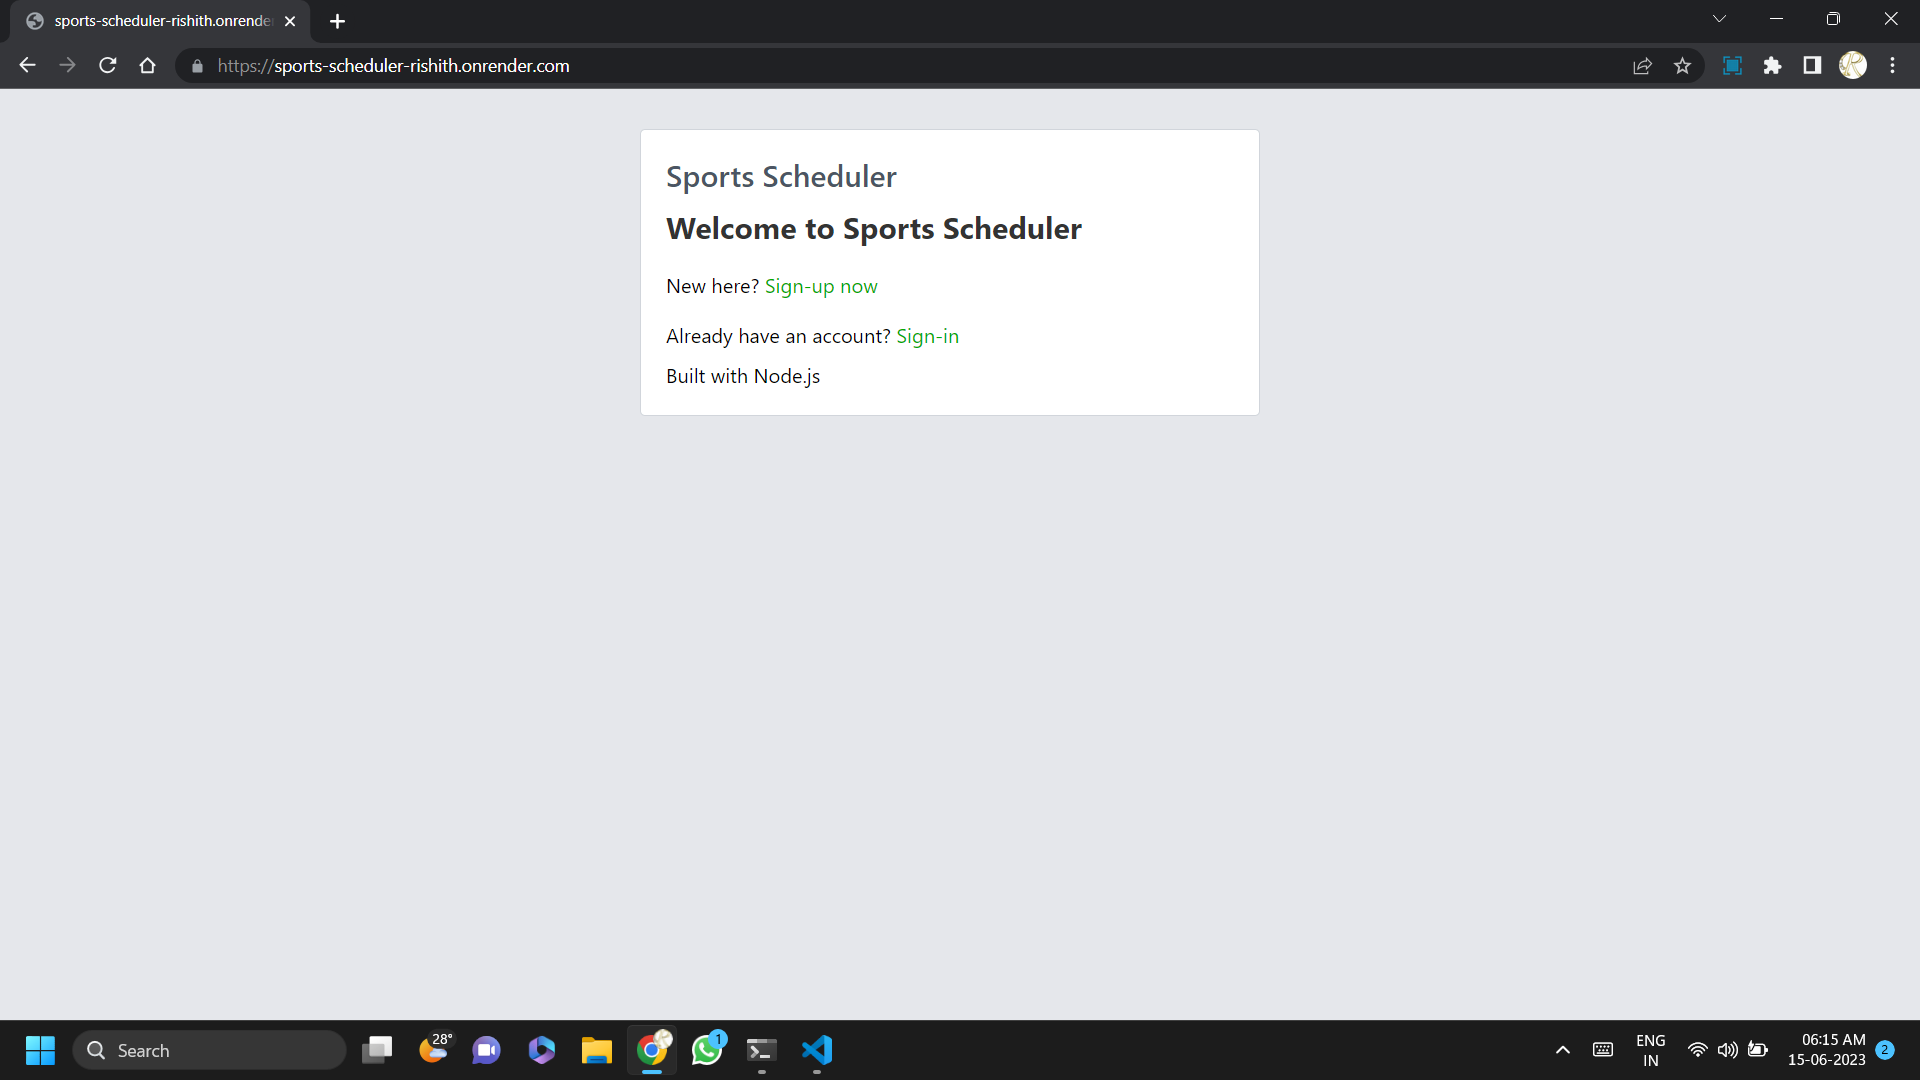 sports-scheduler-rishith.onrende
https://sports-scheduler-rishith.onrender.com
Sports Scheduler
Welcome to Sports Scheduler
New here? Sign-up now
Already have an account? Sign-in
Built with Node.js
Search
28°
1
ENG
IN
06:15 AM
15-06-2023
2